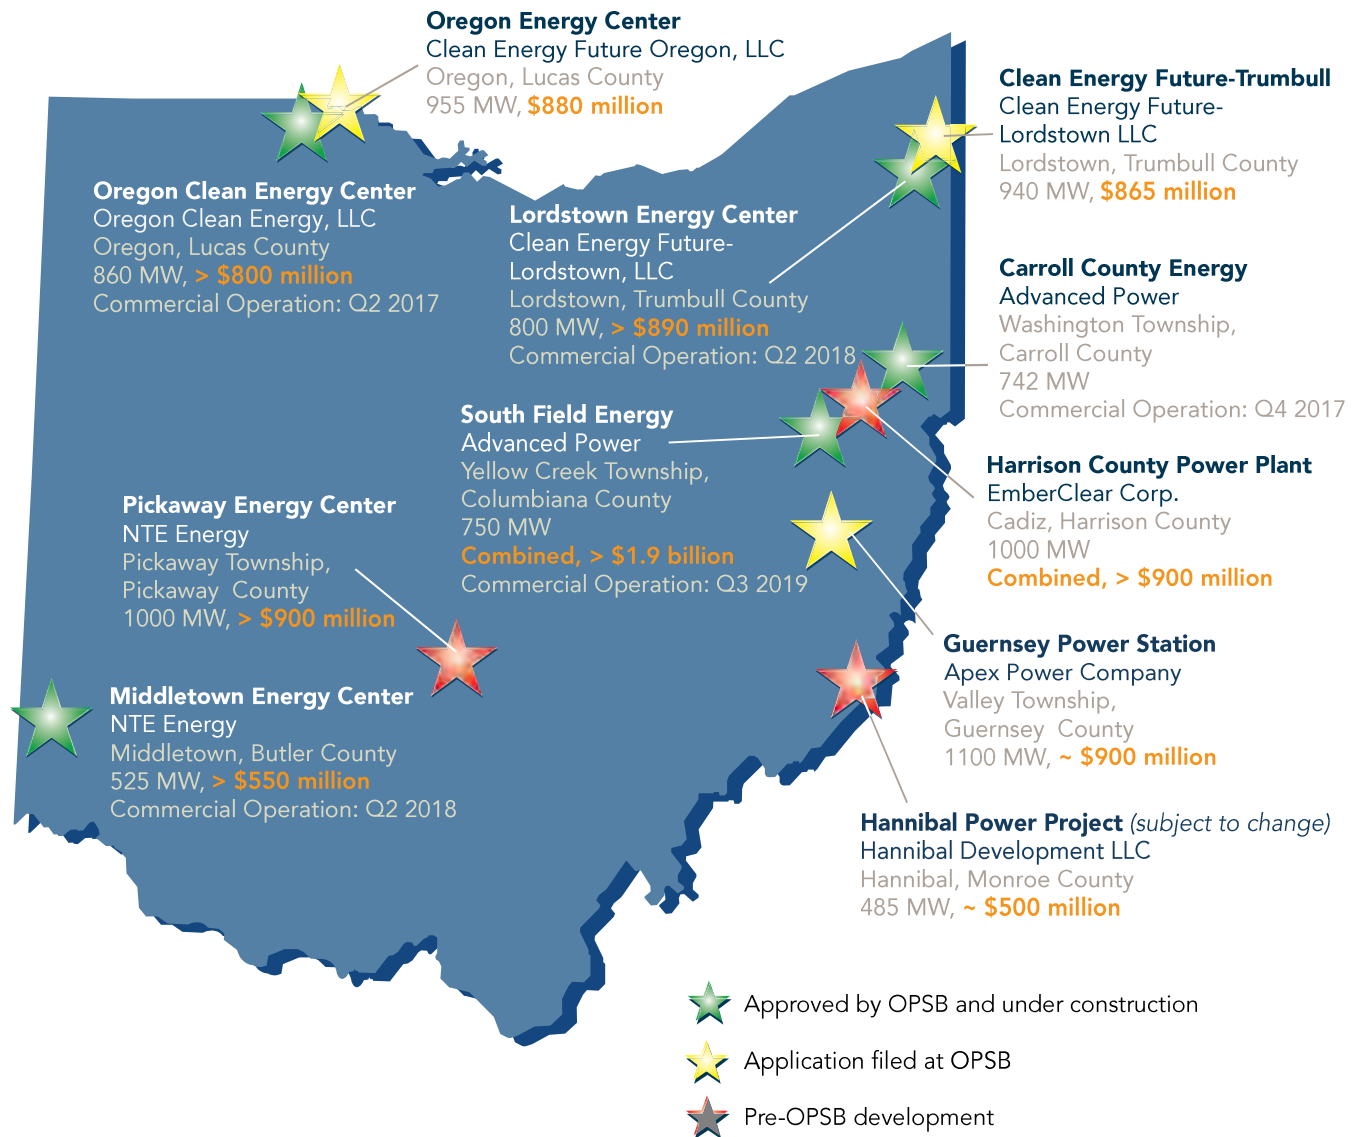 Oregon Energy Center
Clean Energy Future Oregon, LLC
Oregon, Lucas County
955 MW, $880 million
Clean Energy Future-Trumbull
Clean Energy Future-
Lordstown LLC
Lordstown, Trumbull County
940 MW, $865 million
Oregon Clean Energy Center
Oregon Clean Energy, LLC
Oregon, Lucas County
860 MW, > $800 million
Commercial Operation: Q2 2017
Lordstown Energy Center
Clean Energy Future-
Lordstown, LLC
Lordstown, Trumbull County
800 MW, > $890 million
Commercial Operation: Q2 2018
Carroll County Energy
Advanced Power
Washington Township,
Carroll County
742 MW
Commercial Operation: Q4 2017
South Field Energy
Advanced Power
Yellow Creek Township,
Columbiana County
750 MW
Combined, > $1.9 billion
Commercial Operation: Q3 2019
Harrison County Power Plant
EmberClear Corp.
Cadiz, Harrison County
1000 MW
Combined, > $900 million
Pickaway Energy Center
NTE Energy
Pickaway Township,
Pickaway County
1000 MW, > $900 million
Guernsey Power Station
Apex Power Company
Valley Township,
Guernsey County
1100 MW, ~ $900 million
Middletown Energy Center
NTE Energy
Middletown, Butler County
525 MW, > $550 million
Commercial Operation: Q2 2018
Hannibal Power Project (subject to change)
Hannibal Development LLC
Hannibal, Monroe County
485 MW, ~ $500 million
Approved by OPSB and under construction
Application filed at OPSB
Pre-OPSB development